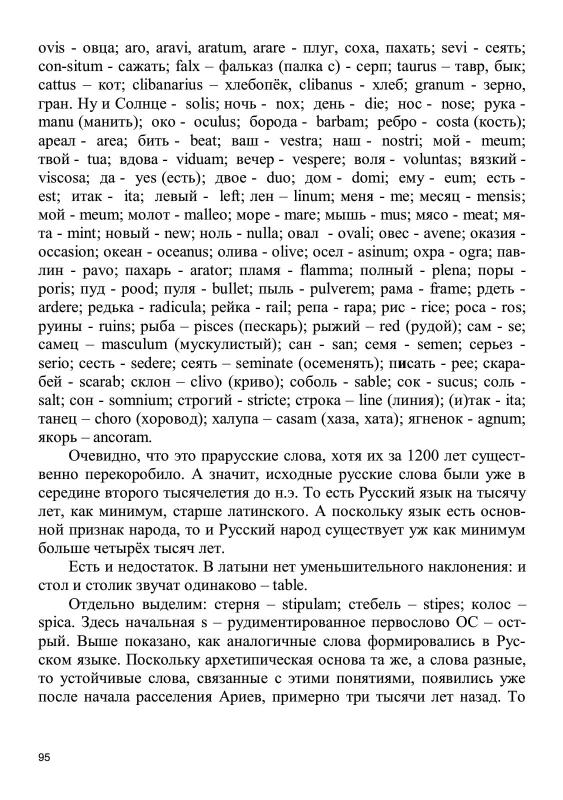 ovis - овца; aro, aravi, aratum, arare - плуг, соха, пахать; sevi - сеять;
con-situm - сажать; falx – фальказ (палка с) - серп; taurus – тавр, бык;
cattus – кот; clibanarius – хлебопёк, clibanus - хлеб; granum - зерно,
гран. Ну и Солнце - solis; ночь - nox; день - die; нос - nose; рука -
manu (манить); око - oculus; борода - barbam; ребро - costa (кость);
ареал - area; бить - beat; ваш - vestra; наш - nostri; мой - meum;
твой - tua; вдова - viduam; вечер - vespere; воля - voluntas; вязкий -
viscosa; да - yes (есть); двое - duo; дом - domi; ему - eum; есть -
est; итак - ita; левый - left; лен – linum; меня - me; месяц - mensis;
мой - meum; молот - malleo; море - mare; мышь - mus; мясо - meat; мя-
та - mint; новый - new; ноль - nulla; овал - ovali; овес - avene; оказия -
occasion; океан - oceanus; олива - olive; осел - asinum; охра - ogra; пав-
лин - pavo; пахарь - arator; пламя - flamma; полный - plena; поры -
poris; пуд - pood; пуля - bullet; пыль - pulverem; рама - frame; рдеть -
ardere; редька - radicula; рейка - rail; репа - rapa; рис - rice; роса - ros;
руины - ruins; рыба – pisces (пескарь); рыжий – red (рудой); сам - se;
самец – masculum (мускулистый); сан - san; семя - semen; серьез -
serio; сесть - sedere; сеять – seminate (осеменять); писать - pee; скара-
бей - scarab; склон – clivo (криво); соболь - sable; сок - sucus; соль -
salt; сон - somnium; строгий - stricte; строка – line (линия); (и)так - ita;
танец – choro (хоровод); халупа – casam (хаза, хата); ягненок - agnum;
якорь – ancoram.
Очевидно, что это прарусские слова, хотя их за 1200 лет сущест-
венно перекоробило. А значит, исходные русские слова были уже в
середине второго тысячелетия до н.э. То есть Русский язык на тысячу
лет, как минимум, старше латинского. А поскольку язык есть основ-
ной признак народа, то и Русский народ существует уж как минимум
больше четырёх тысяч лет.
Есть и недостаток. В латыни нет уменьшительного наклонения: и
стол и столик звучат одинаково – table.
Отдельно выделим: стерня – stipulam; стебель – stipes; колос –
spica. Здесь начальная s – рудиментированное первослово ОС – ост-
рый. Выше показано, как аналогичные слова формировались в Рус-
ском языке. Поскольку архетипическая основа та же, а слова разные,
то устойчивые слова, связанные с этими понятиями, появились уже
после начала расселения Ариев, примерно три тысячи лет назад. То
95